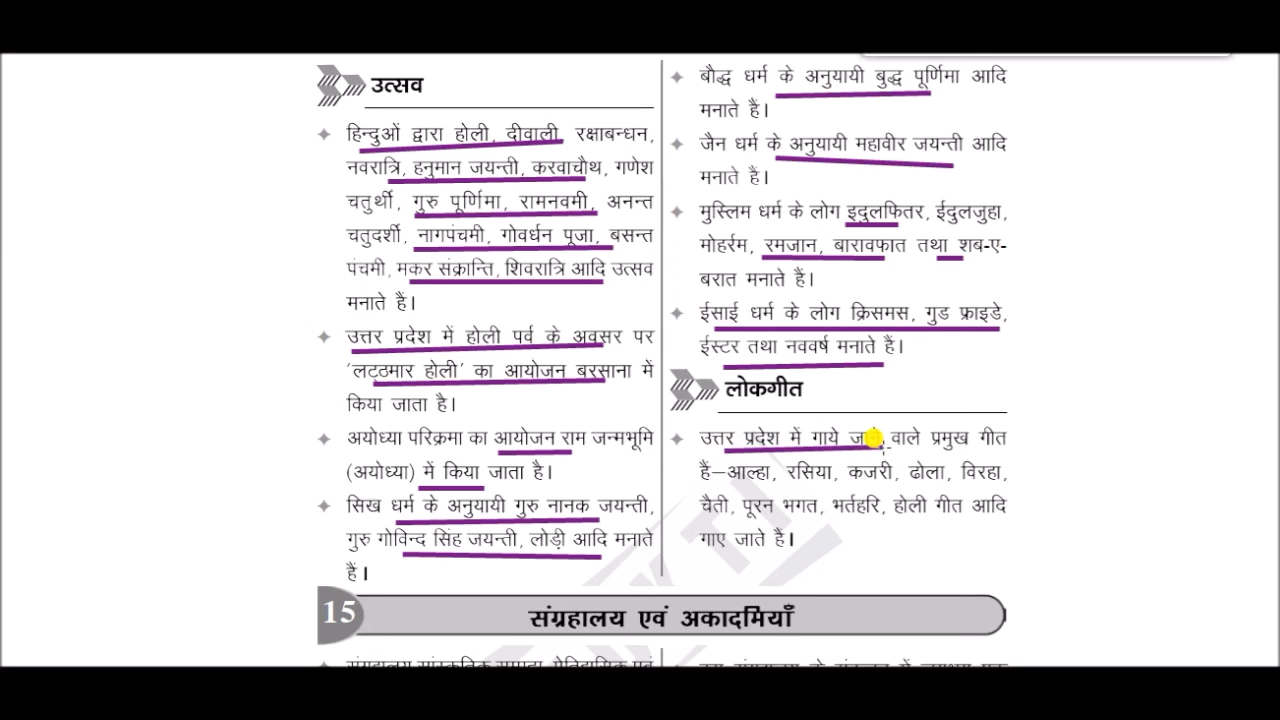 उत्सव
हिन्दुओं द्वारा होली, दीवाली, रक्षाबन्धन,
नवरात्रि, हनुमान जयन्ती, करवाचौथ, गणेश
चतुर्थी, गुरु पूर्णिमा, रामनवमी, अनन्त
चतुदर्शी, नागपंचमी, गोवर्धन पूजा, बसन्त
पंचमी, मकर संक्रान्ति, शिवरात्रि आदि उत्सव
मनाते हैं।
उत्तर प्रदेश में होली पर्व के अवसर पर
‘लट्ठमार होली’ का आयोजन बरसाना में
किया जाता है।
अयोध्या परिक्रमा का आयोजन राम जन्मभूमि
(अयोध्या) में किया जाता है।
सिख धर्म के अनुयायी गुरु नानक जयन्ती,
गुरु गोविन्द सिंह जयन्ती, लोड़ी आदि मनाते
हैं।
बौद्ध धर्म के अनुयायी बुद्ध पूर्णिमा आदि
मनाते हैं।
जैन धर्म के अनुयायी महावीर जयन्ती आदि
मनाते हैं।
मुस्लिम धर्म के लोग इदुलफितर, ईदुलजुहा,
मोहर्रम, रमजान, बारावफात तथा शब-ए-
बरात मनाते हैं।
ईसाई धर्म के लोग क्रिसमस, गुड फ्राइडे,
ईस्टर तथा नववर्ष मनाते हैं।
लोकगीत
उत्तर प्रदेश में गाये जाने वाले प्रमुख गीत
हैं–आल्हा, रसिया, कजरी, ढोला, विरहा,
चैती, पूरन भगत, भर्तहरि, होली गीत आदि
गाए जाते हैं।
15
संग्रहालय एवं अकादमियाँ